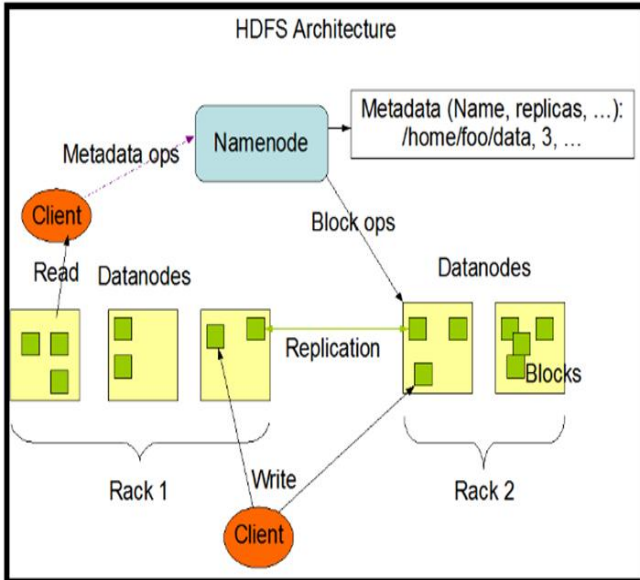 HDFS Architecture
Metadata (Name, replicas, ...):
/home/foo/data, 3, ...
Namenode
Metadata ops
Client
Block ops
Read
Datanodes
Datanodes
Replication
Blocks
Rack 1
Write
Rack 2
Client